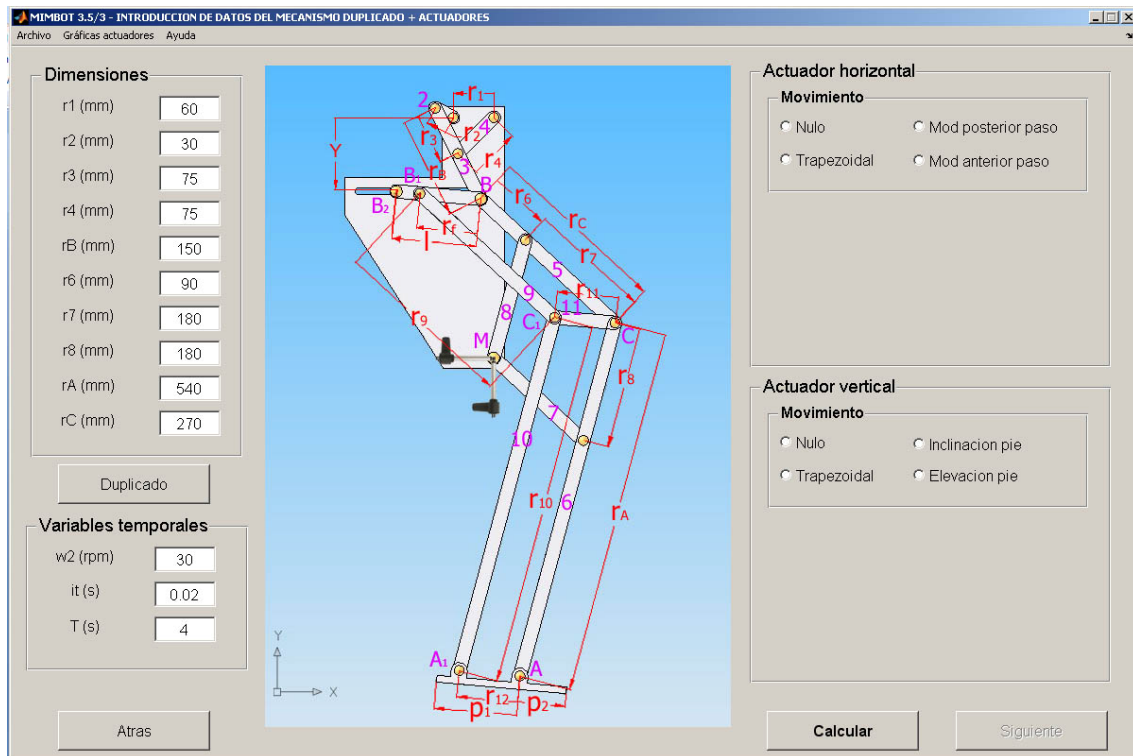 MIMBOT 3.5/3 - INTRODUCCION DE DATOS DEL MECANISMO DUPLICADO + ACTUADORES
Archivo Gráficas actuadores Ayuda
Dimensiones
r1 (mm) 60
r2 (mm) 30
r3 (mm) 75
r4 (mm) 75
rB (mm) 150
r6 (mm) 90
r7 (mm) 180
r8 (mm) 180
rA (mm) 540
rC (mm) 270
Duplicado
Variables temporales
w2 (rpm) 30
it (s) 0.02
T (s) 4
Atras
2
r1
4
r3
r2
Y
r4
rB
3
B1
B
B2
rf
l
r6
rC
r7
5
9
r11
11
8
C1
C
r9
M
r8
7
10
6
r10
rA
A1
A
r12
p1
p2
Y
X
Actuador horizontal
Movimiento
Nulo Mod posterior paso
Trapezoidal Mod anterior paso
Actuador vertical
Movimiento
Nulo Inclinacion pie
Trapezoidal Elevacion pie
Calcular Siguiente